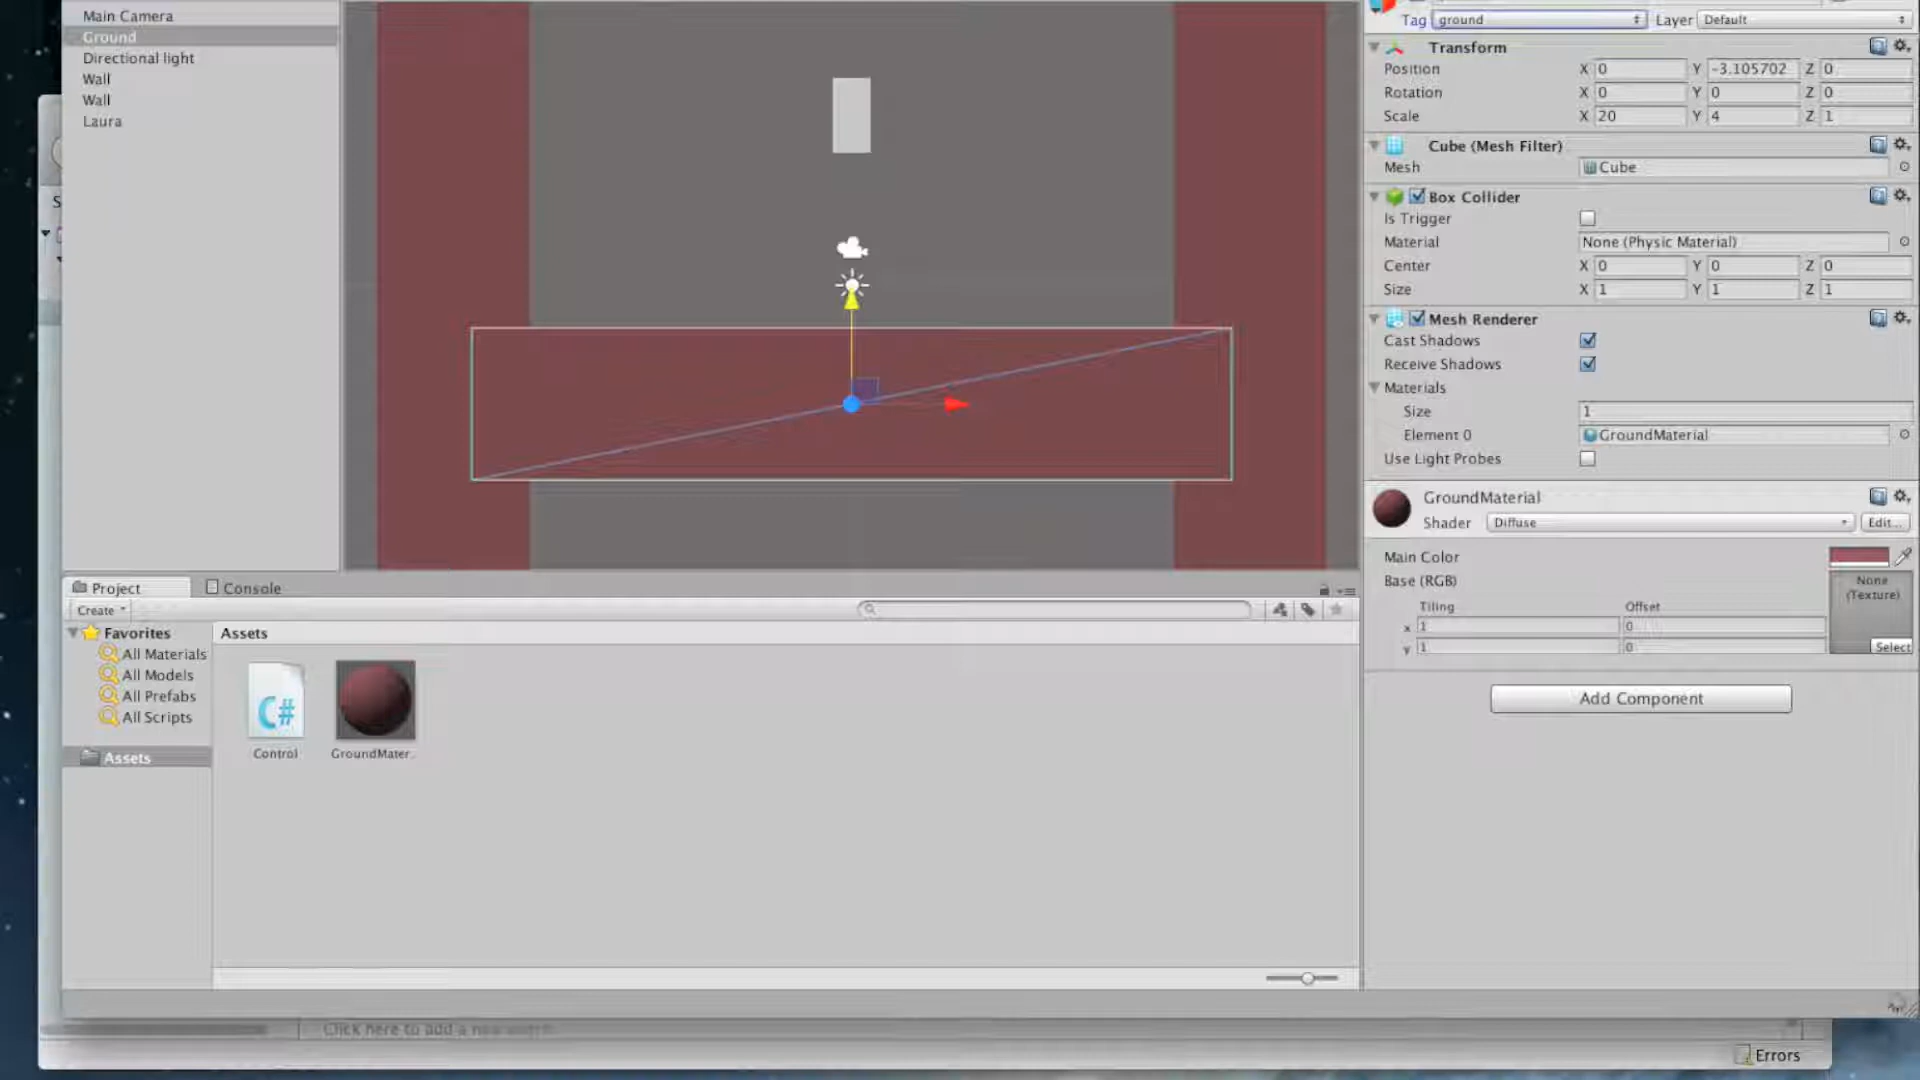 Main Camera
Ground
Directional light
Wall
Wall
Laura
Tag ground Layer Default
Transform
Position X 0 Y -3.105702 Z 0
Rotation X 0 Y 0 Z 0
Scale X 20 Y 4 Z 1
Cube (Mesh Filter)
Mesh Cube
Box Collider
Is Trigger
Material None (Physic Material)
Center X 0 Y 0 Z 0
Size X 1 Y 1 Z 1
Mesh Renderer
Cast Shadows
Receive Shadows
Materials
Size 1
Element 0 GroundMaterial
Use Light Probes
GroundMaterial
Shader Diffuse Edit...
Main Color
Base (RGB)
None
(Texture)
Tiling Offset
x 1 0
y 1 0
Select
Add Component
Project Console
Create
Favorites
All Materials
All Models
All Prefabs
All Scripts
Assets
Assets
C#
Control
GroundMater..
Click here to add a new
Errors